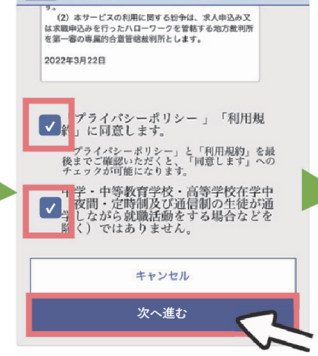 (2) 本サービスの利用に関する紛争は、求人申込み又
は求職申込みを行ったハローワークを管轄する地方裁判所
を第一審の専属的合意管轄裁判所とします。
2022年3月22日
プライバシーポリシー」「利用規
約」に同意します。
プライバシーポリシー」と「利用規約」を最
後までご確認いただくと、「同意します」への
チェックが可能になります。
中学・中等教育学校・高等学校在学中
夜間・定時制及び通信制の生徒が通
学しながら就職活動をする場合などを
除く）ではありません。
キャンセル
次へ進む